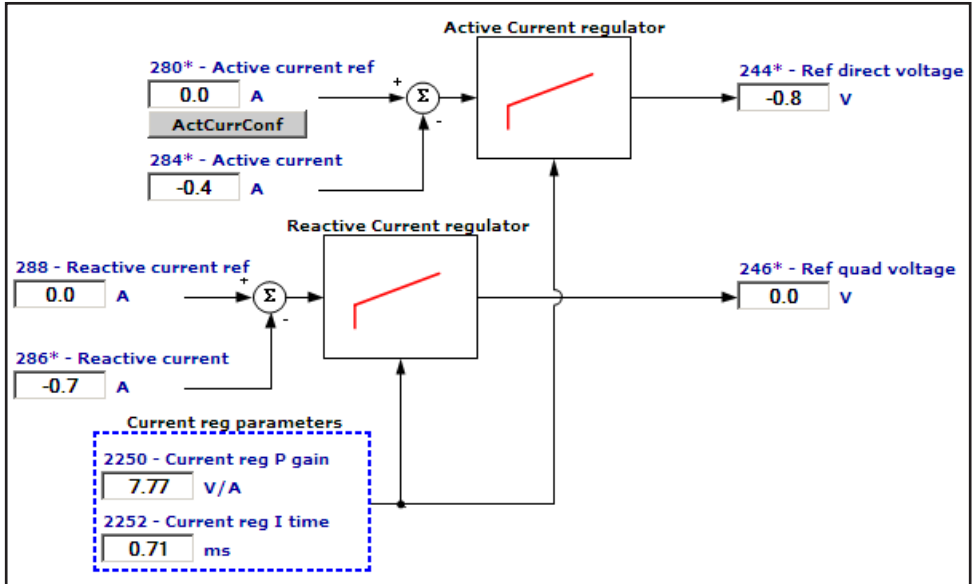 Active Current regulator
280* - Active current ref
0.0 A
+
Σ
-
ActCurrConf
244* - Ref direct voltage
-0.8 V
284* - Active current
-0.4 A
Reactive Current regulator
288 - Reactive current ref
0.0 A
+
Σ
-
246* - Ref quad voltage
0.0 V
286* - Reactive current
-0.7 A
Current reg parameters
2250 - Current reg P gain
7.77 V/A
2252 - Current reg I time
0.71 ms